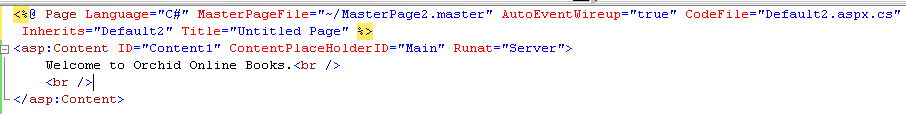 <%@ Page Language="C#" MasterPageFile="~/MasterPage2.master" AutoEventWireup="true" CodeFile="Default2.aspx.cs"
Inherits="Default2" Title="Untitled Page" %>
<asp:Content ID="Content1" ContentPlaceHolderID="Main" Runat="Server">
Welcome to Orchid Online Books.<br />
<br />
</asp:Content>